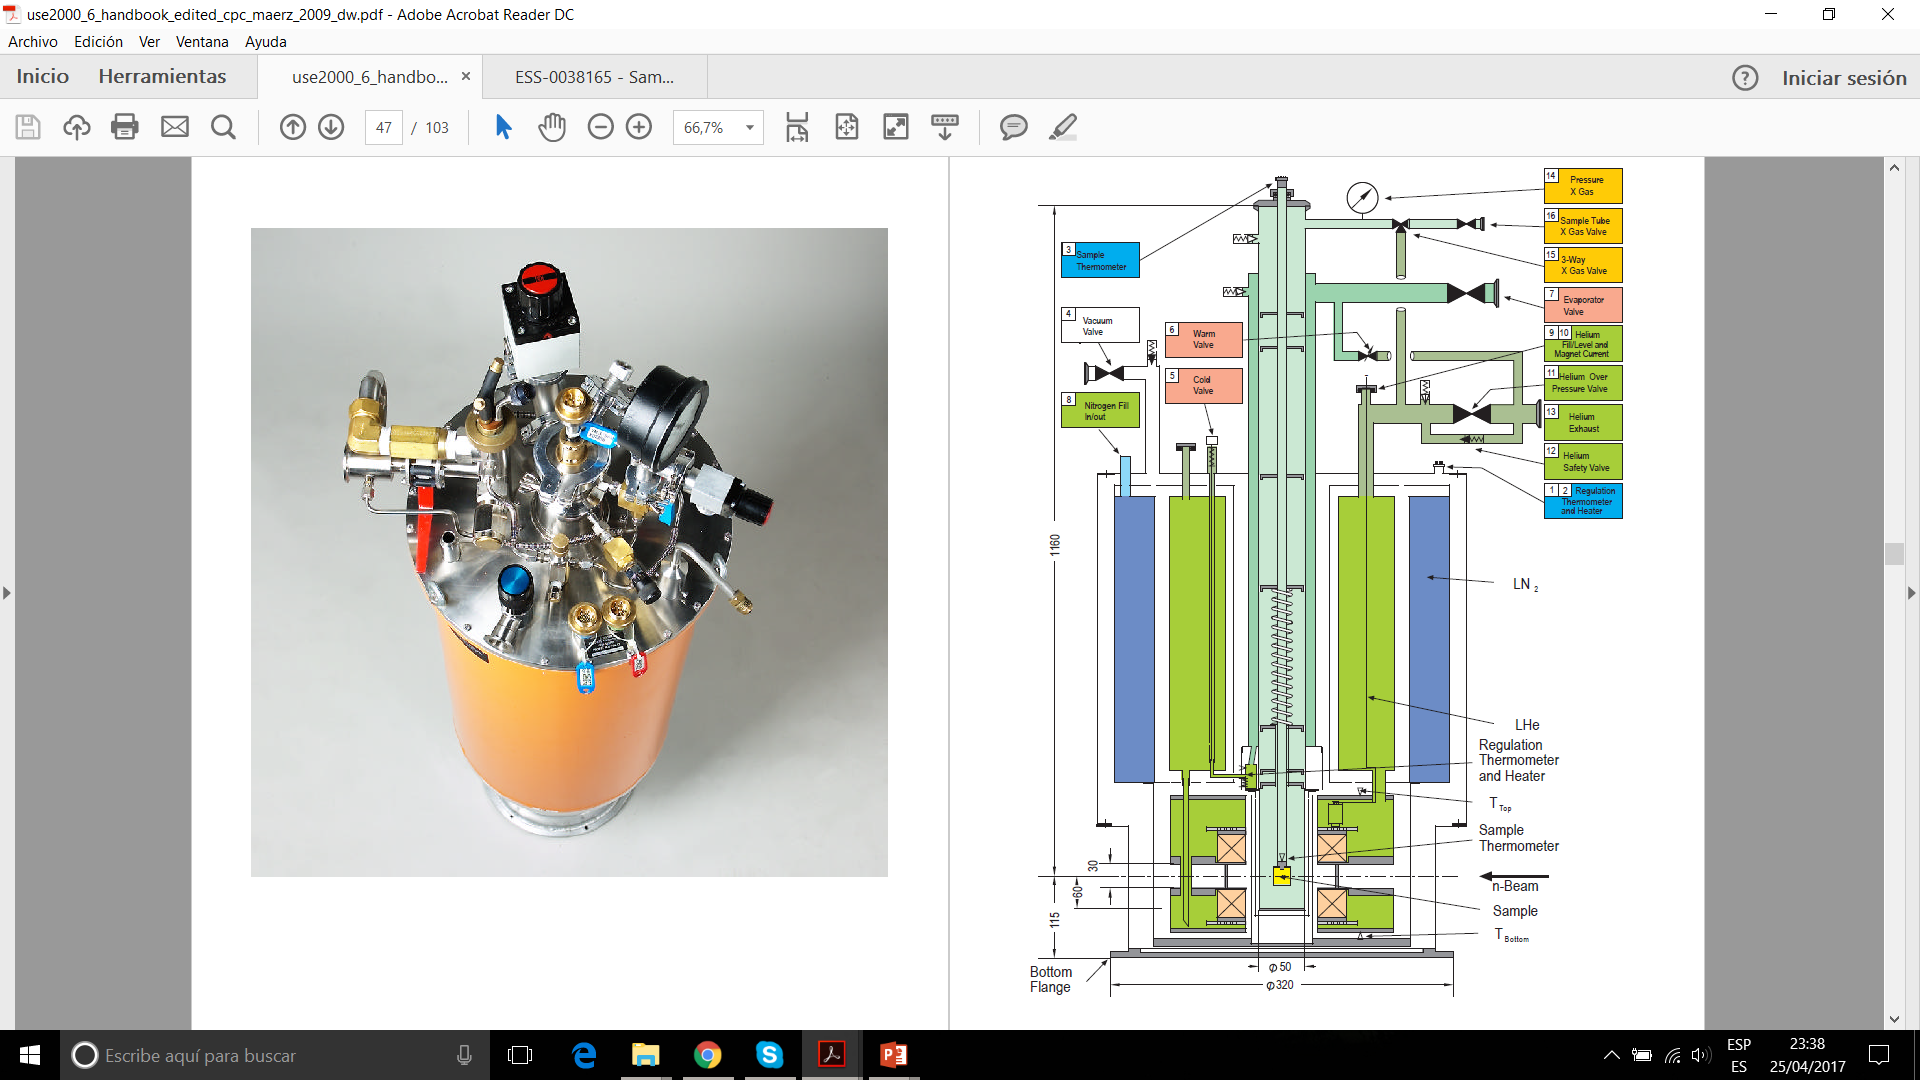 use2000_6_handbook_edited_cpc_maerz_2009_dw.pdf - Adobe Acrobat Reader DC
Archivo Edición Ver Ventana Ayuda
Inicio Herramientas use2000_6_handbo... × ESS-0038165 - Sam... ? Iniciar sesión
47 / 103 66,7%
14 Pressure
X Gas
16 Sample Tube
X Gas Valve
15 3-Way
X Gas Valve
7 Evaporator
Valve
9 10 Helium
Fill/Level and
Magnet Current
11 Helium Over
Pressure Valve
13 Helium
Exhaust
12 Helium
Safety Valve
1 2 Regulation
Thermometer
and Heater
3 Sample
Thermometer
4 Vacuum
Valve
6 Warm
Valve
5 Cold
Valve
8 Nitrogen Fill
In/out
1160
LN 2
LHe
Regulation
Thermometer
and Heater
T Top
Sample
Thermometer
30
60
115
n-Beam
Sample
T Bottom
Bottom
Flange
ϕ 50
ϕ 320
Escribe aquí para buscar
ESP
ES
23:38
25/04/2017